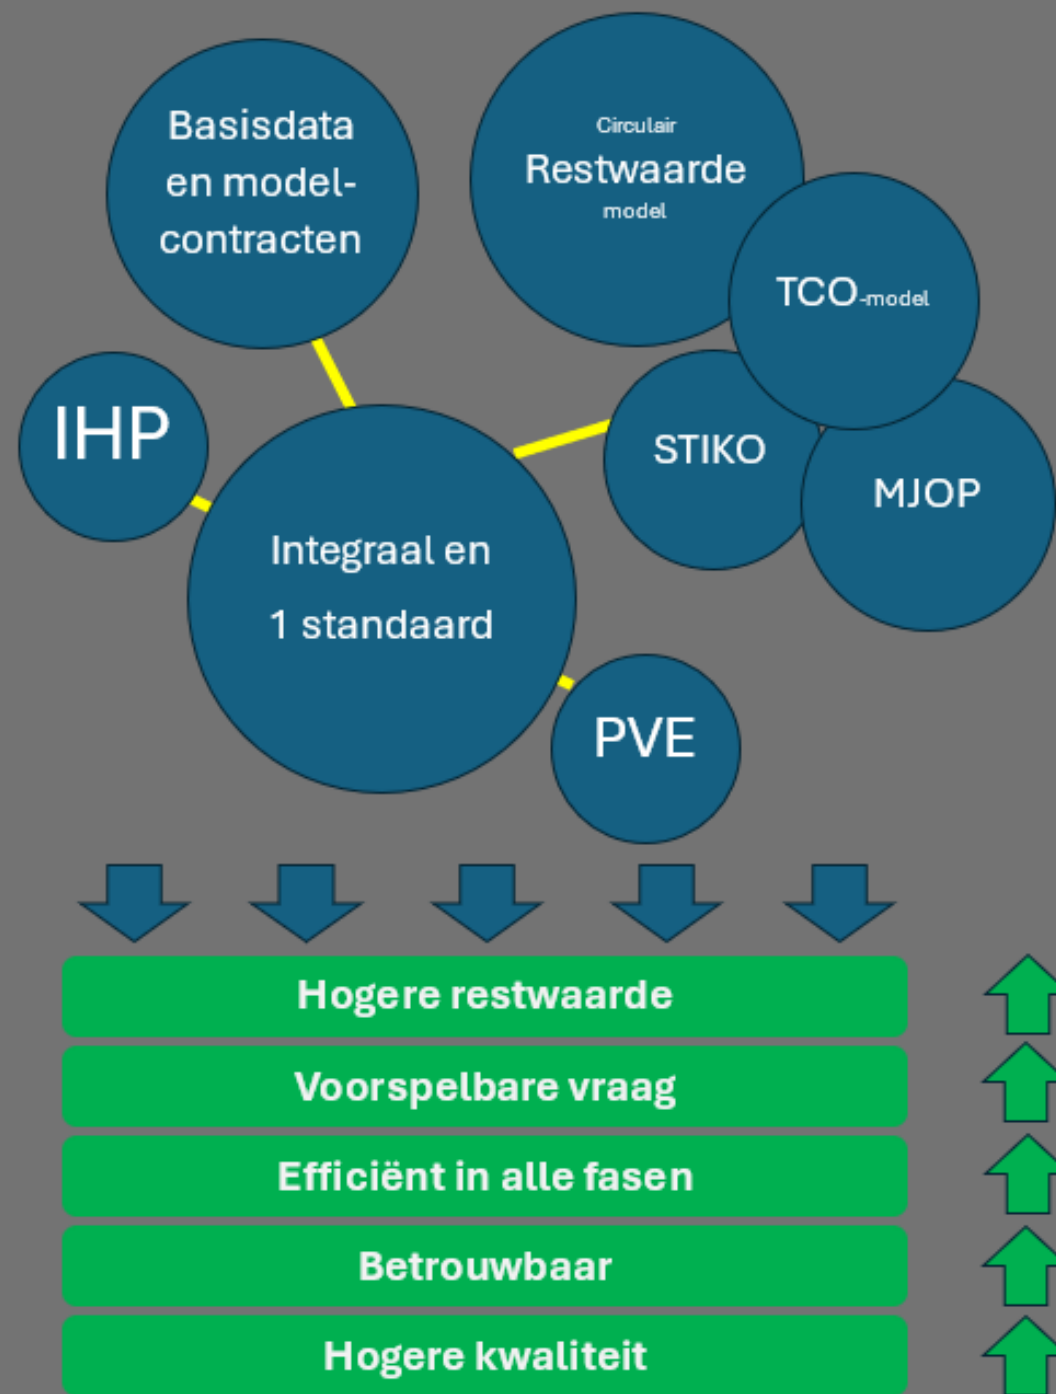 Basisdata
en model-
contracten
Circulair
Restwaarde
model
TCO-model
IHP
STIKO
MJOP
Integraal en
1 standaard
PVE
Hogere restwaarde
Voorspelbare vraag
Efficiënt in alle fasen
Betrouwbaar
Hogere kwaliteit